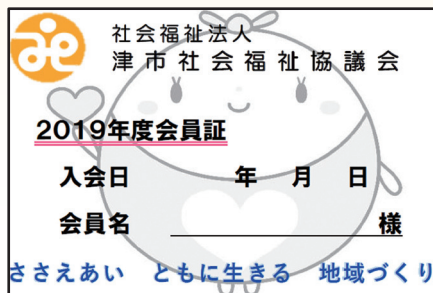 社会福祉法人
津市社会福祉協議会
2019年度会員証
入会日 年 月 日
会員名 様
ささえあい ともに生きる 地域づくり